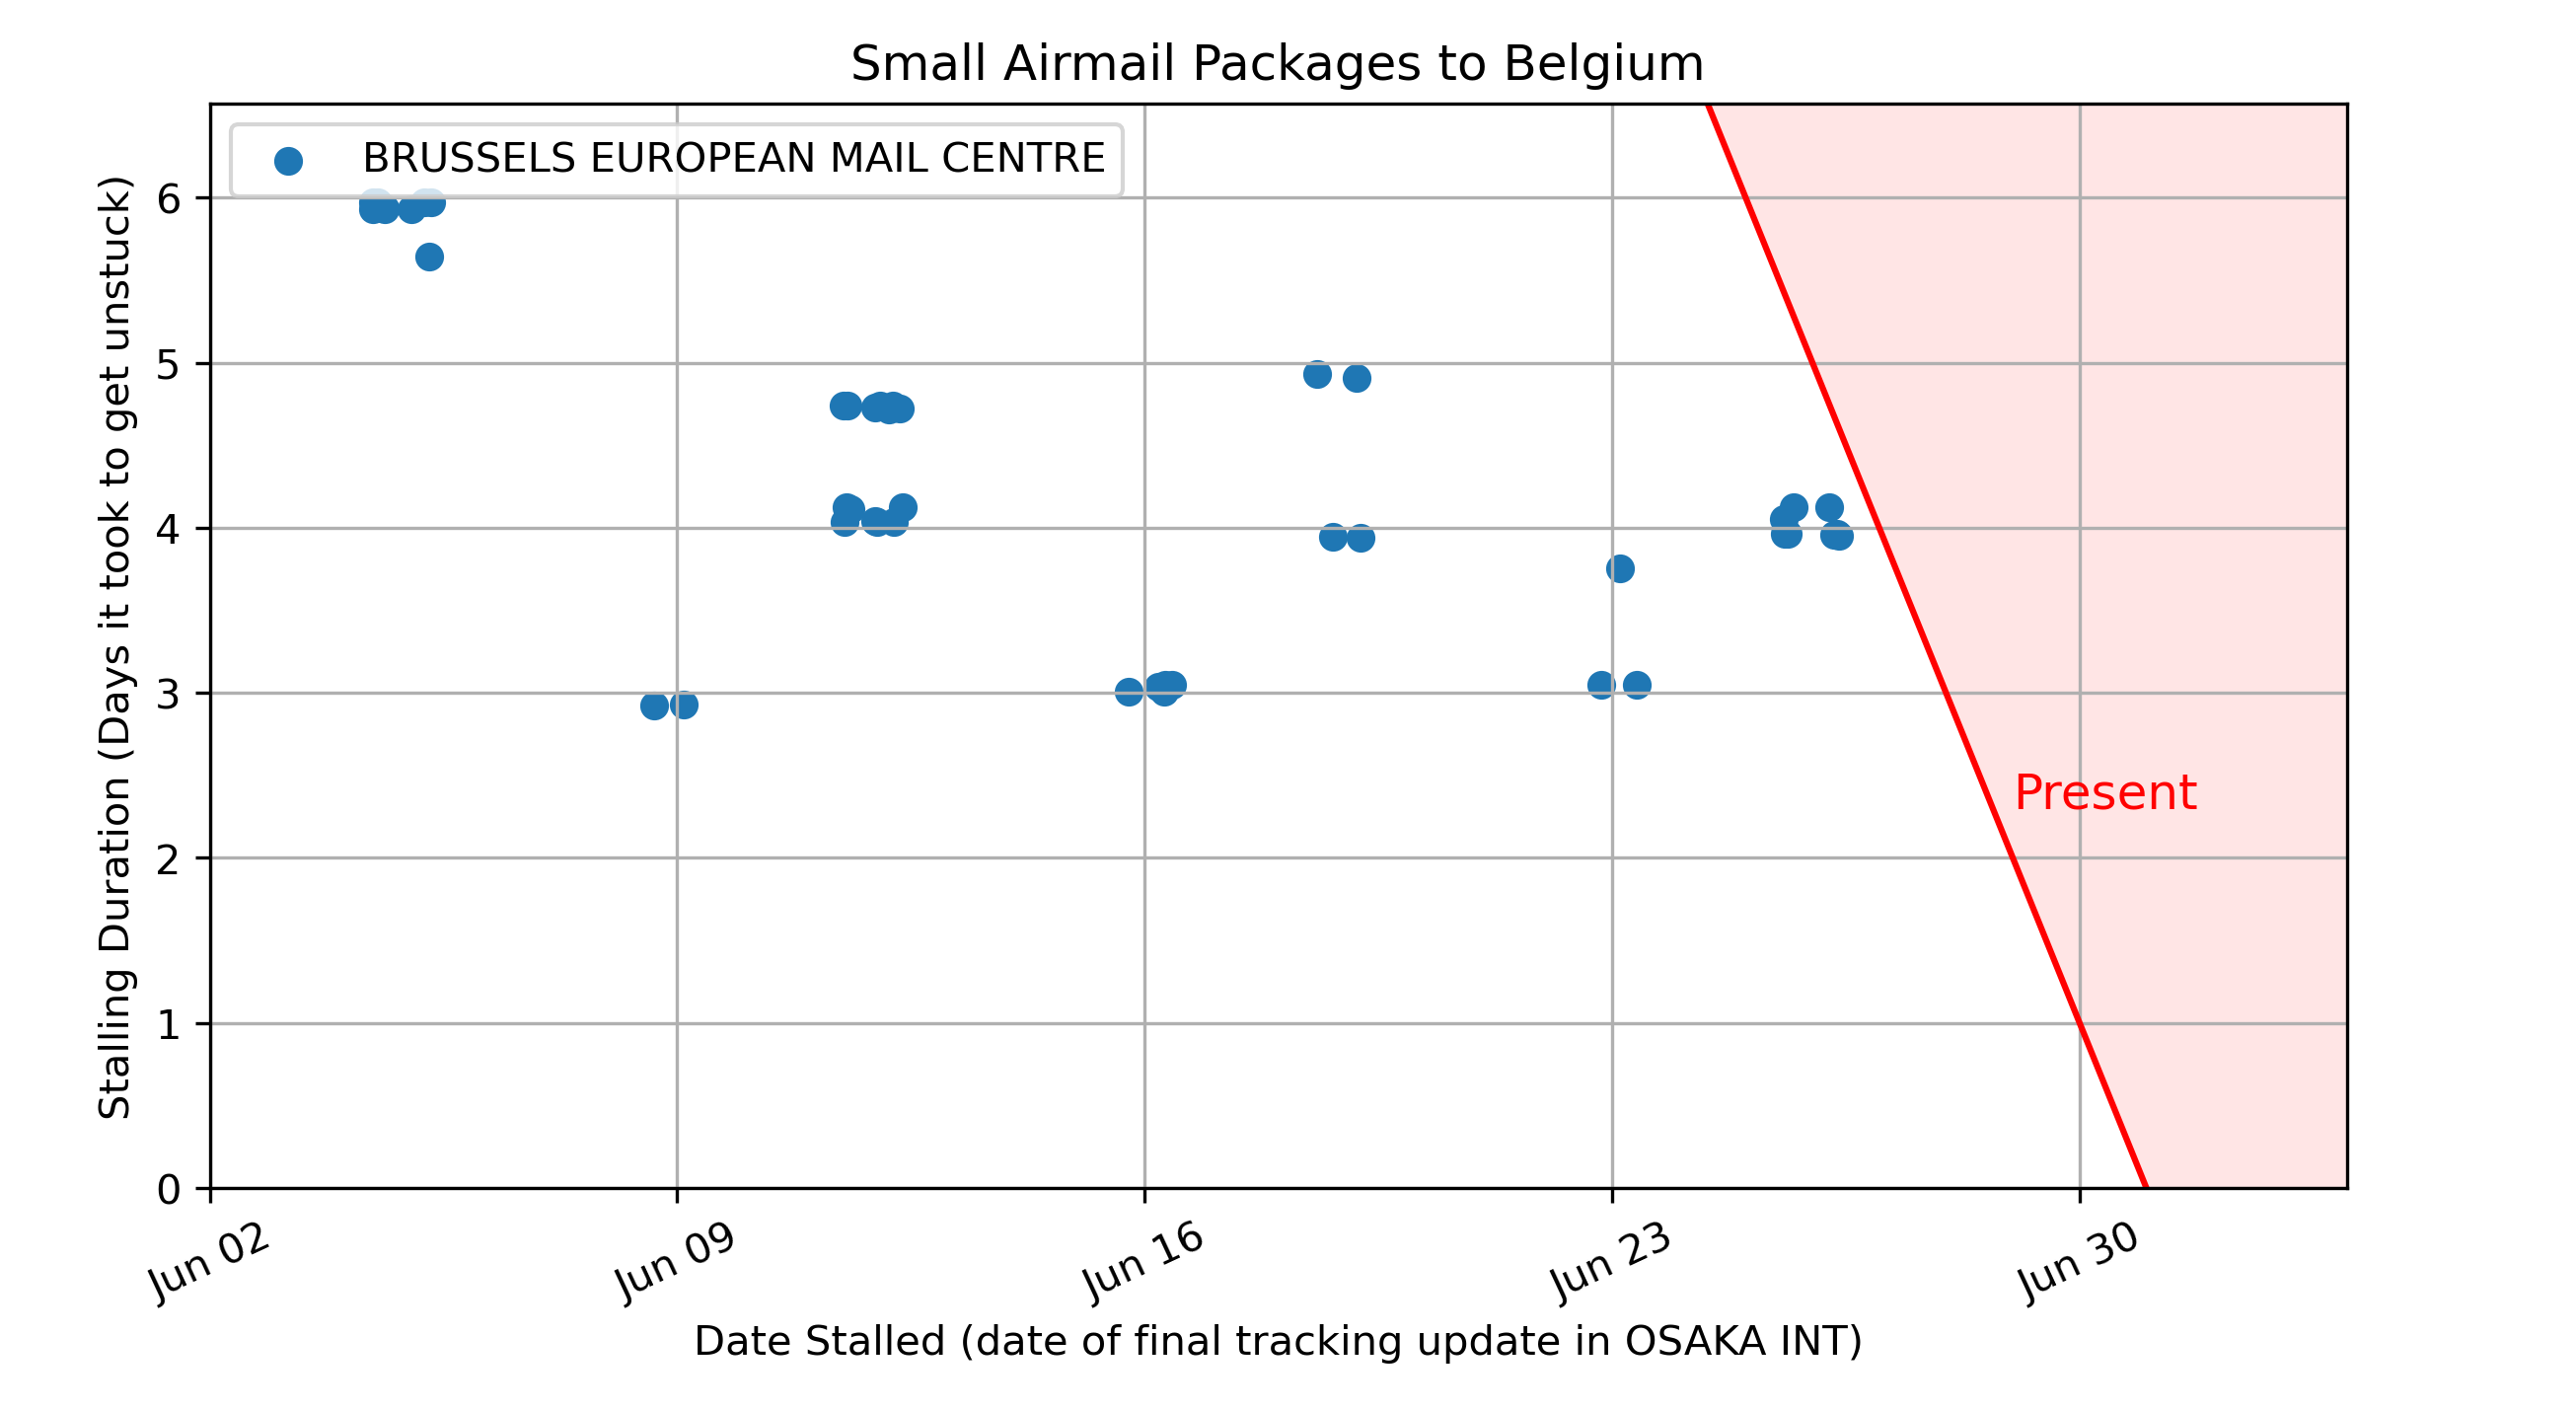 Small Airmail Packages to Belgium
BRUSSELS EUROPEAN MAIL CENTRE
Stalling Duration (Days it took to get unstuck)
6
5
4
3
2
1
0
Present
Jun 02
Jun 09
Jun 16
Jun 23
Jun 30
Date Stalled (date of final tracking update in OSAKA INT)